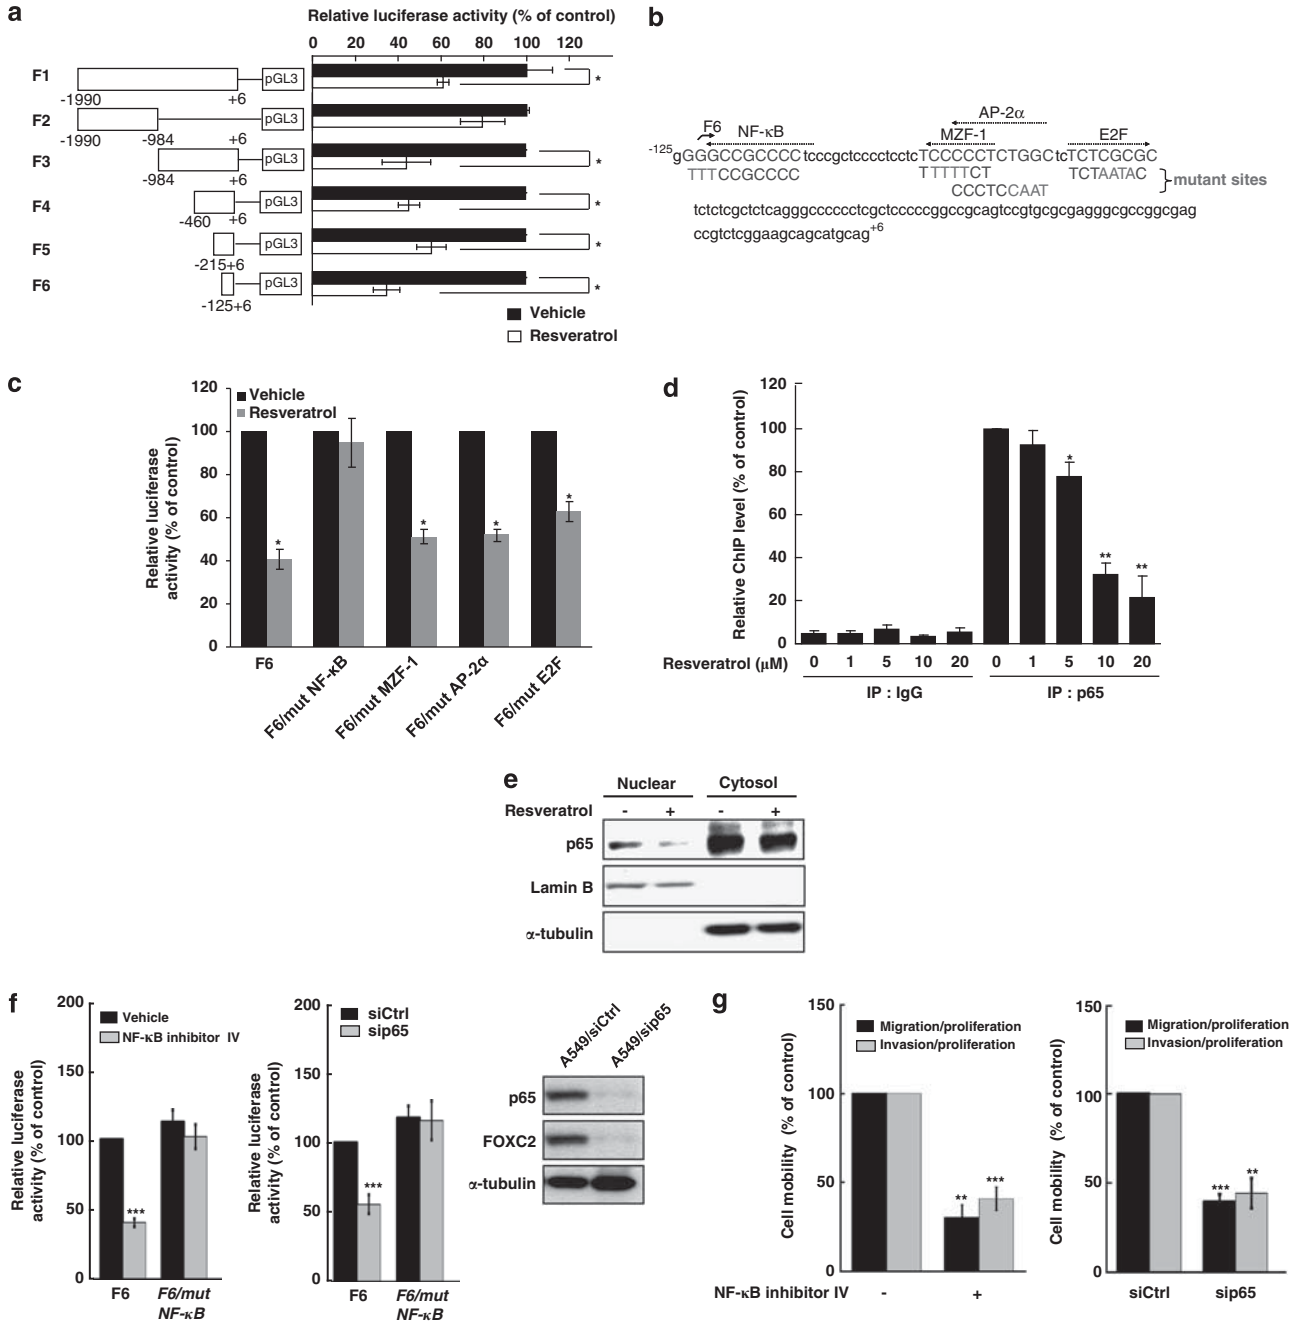 a
Relative luciferase activity (% of control)
0 20 40 60 80 100 120
F1 pGL3 *
-1990 +6
F2 pGL3
-1990 -984 +6
F3 pGL3 *
-984 +6
F4 pGL3 *
-460 +6
F5 pGL3 *
-215+6
F6 pGL3 *
-125+6
Vehicle
Resveratrol
b
AP-2α
F6 NF-κB MZF-1 E2F
-125 gGGGCCGCCCCtcccgctcccctcctcTCCCCCTCTGGCtcTCTCGCGC
TTTCCGCCCC TTTTTCT TCTAATAC
CCCTCCAAT
mutant sites
tctctcgctctcagggcccccctcgctcccccggccgcagtccgtgcgcgagggcgccggcgag
ccgtctcggaagcagcatgcag+6
c
Relative luciferase
activity (% of control)
120
100
80
60
40
20
0
Vehicle
Resveratrol
* * * *
F6
F6/mut NF-κB
F6/mut MZF-1
F6/mut AP-2α
F6/mut E2F
d
Relative ChIP level (% of control)
120
100
80
60
40
20
0
* ** **
Resveratrol (μM) 0 1 5 10 20 0 1 5 10 20
IP : IgG IP : p65
e
Nuclear Cytosol
Resveratrol - + - +
p65
Lamin B
α-tubulin
f
Relative luciferase
activity (% of control)
200
150
100
50
0
Vehicle
NF-κB inhibitor IV
***
F6 F6/mut
NF-κB
Relative luciferase
activity (% of control)
200
150
100
50
0
siCtrl
sip65
***
F6 F6/mut
NF-κB
A549/siCtrl
A549/sip65
p65
FOXC2
α-tubulin
g
Cell mobility (% of control)
150
100
50
0
Migration/proliferation
Invasion/proliferation
** ***
NF-κB inhibitor IV - +
Cell mobility (% of control)
150
100
50
0
Migration/proliferation
Invasion/proliferation
*** **
siCtrl sip65